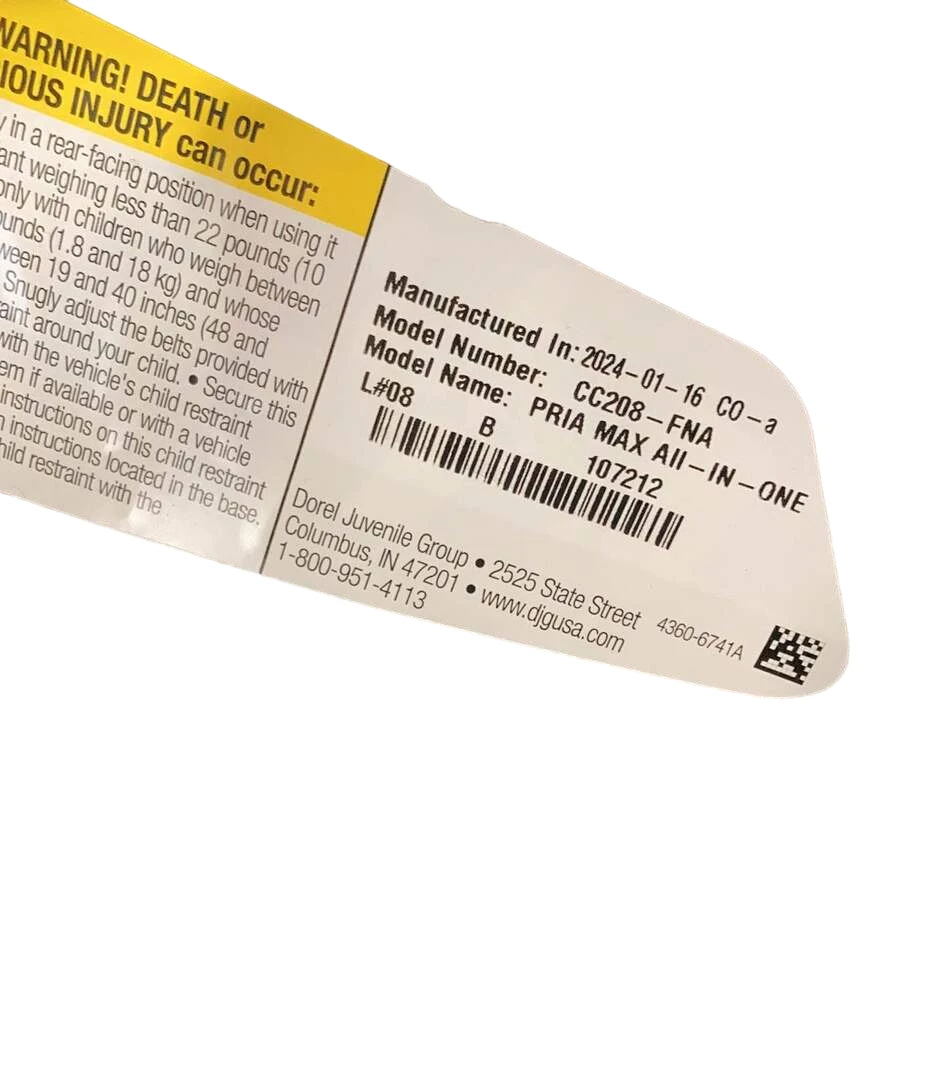 WARNING! DEATH or
IOUS INJURY can occur:
in a rear-facing position when using it
ant weighing less than 22 pounds (10
only with children who weigh between
unds (1.8 and 18 kg) and whose
ween 19 and 40 inches (48 and
Snugly adjust the belts provided with
aint around your child. • Secure this
with the vehicle's child restraint
em if available or with a vehicle
instructions on this child restraint
instructions located in the base.
hild restraint with the
Manufactured In: 2024-01-16 CO-a
Model Number: CC208-FNA
Model Name: PRIA MAX All-IN-ONE
L#08 B 107212
Dorel Juvenile Group • 2525 State Street
Columbus, IN 47201 • www.djgusa.com
1-800-951-4113
4360-6741A